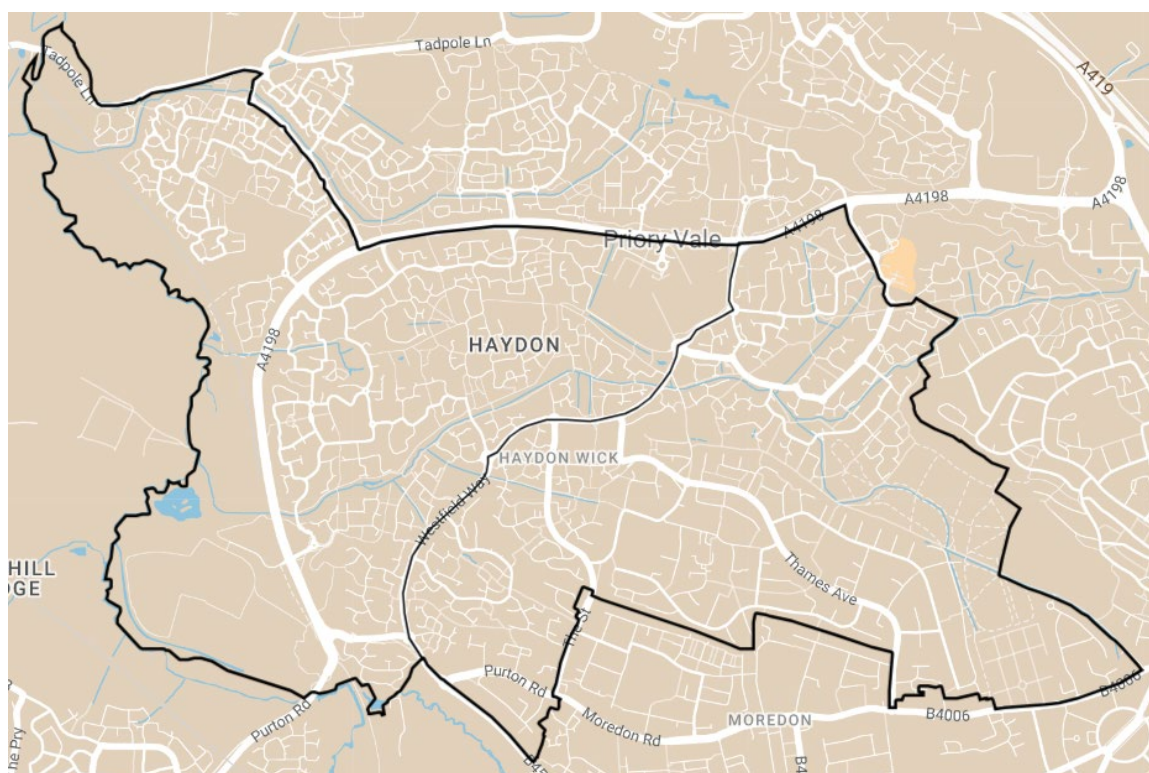 Tadpole Ln
Tadpole Ln
A419
A4198
A4198
A4198
Priory Vale
A4198
HAYDON
HAYDON WICK
Westfield Way
Thames Ave
The St
Purton Rd
Purton Rd
Moredon Rd
MOREDON
B4006
B4006
HILL